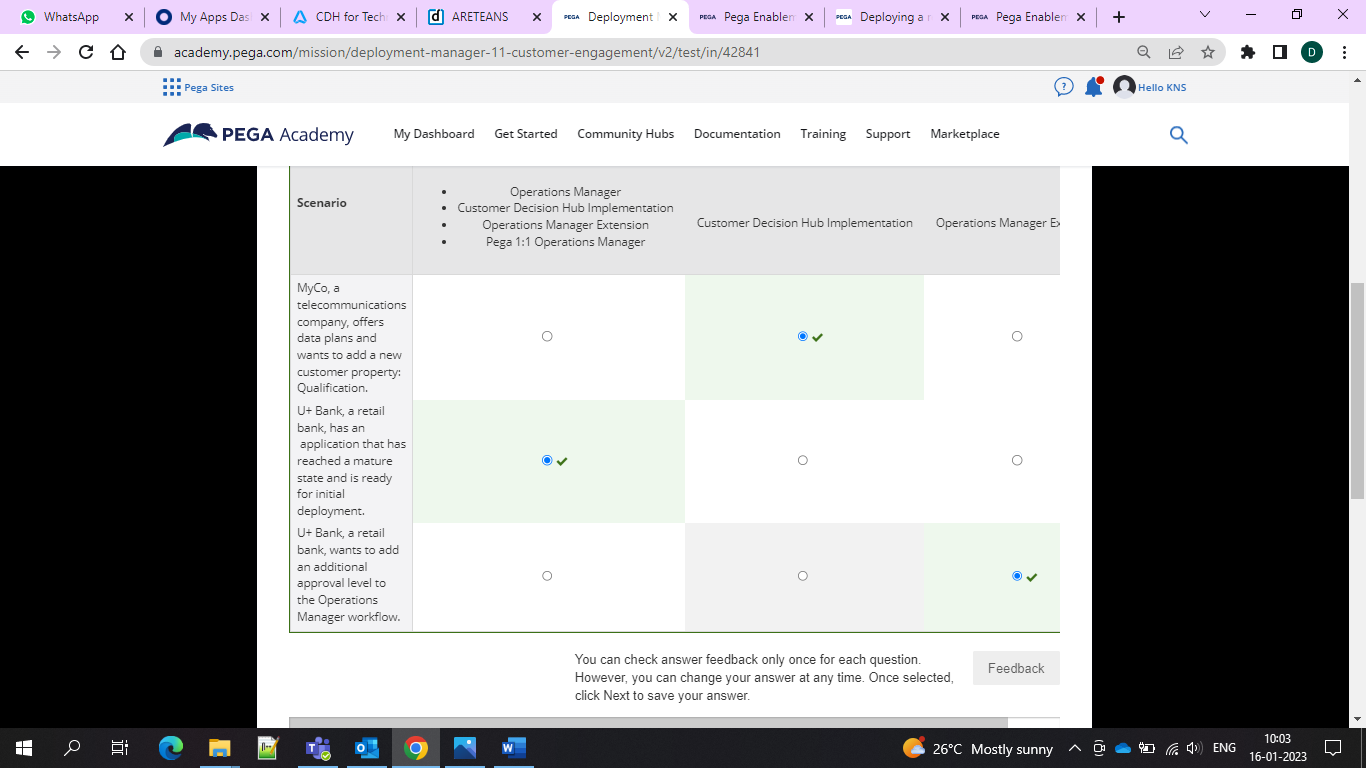 WhatsApp
My Apps Das
CDH for Tech
ARETEANS
PEGA Deployment M
PEGA Pega Enablem
PEGA Deploying a r
PEGA Pega Enablem
academy.pega.com/mission/deployment-manager-11-customer-engagement/v2/test/in/42841
D
Pega Sites
? Hello KNS
PEGA Academy
My Dashboard Get Started Community Hubs Documentation Training Support Marketplace
Scenario
• Operations Manager
• Customer Decision Hub Implementation
• Operations Manager Extension
• Pega 1:1 Operations Manager
Customer Decision Hub Implementation
Operations Manager Ex
MyCo, a
telecommunications
company, offers
data plans and
wants to add a new
customer property:
Qualification.
U+ Bank, a retail
bank, has an
application that has
reached a mature
state and is ready
for initial
deployment.
U+ Bank, a retail
bank, wants to add
an additional
approval level to
the Operations
Manager workflow.
You can check answer feedback only once for each question.
However, you can change your answer at any time. Once selected,
click Next to save your answer.
Feedback
26°C Mostly sunny
ENG
10:03
16-01-2023